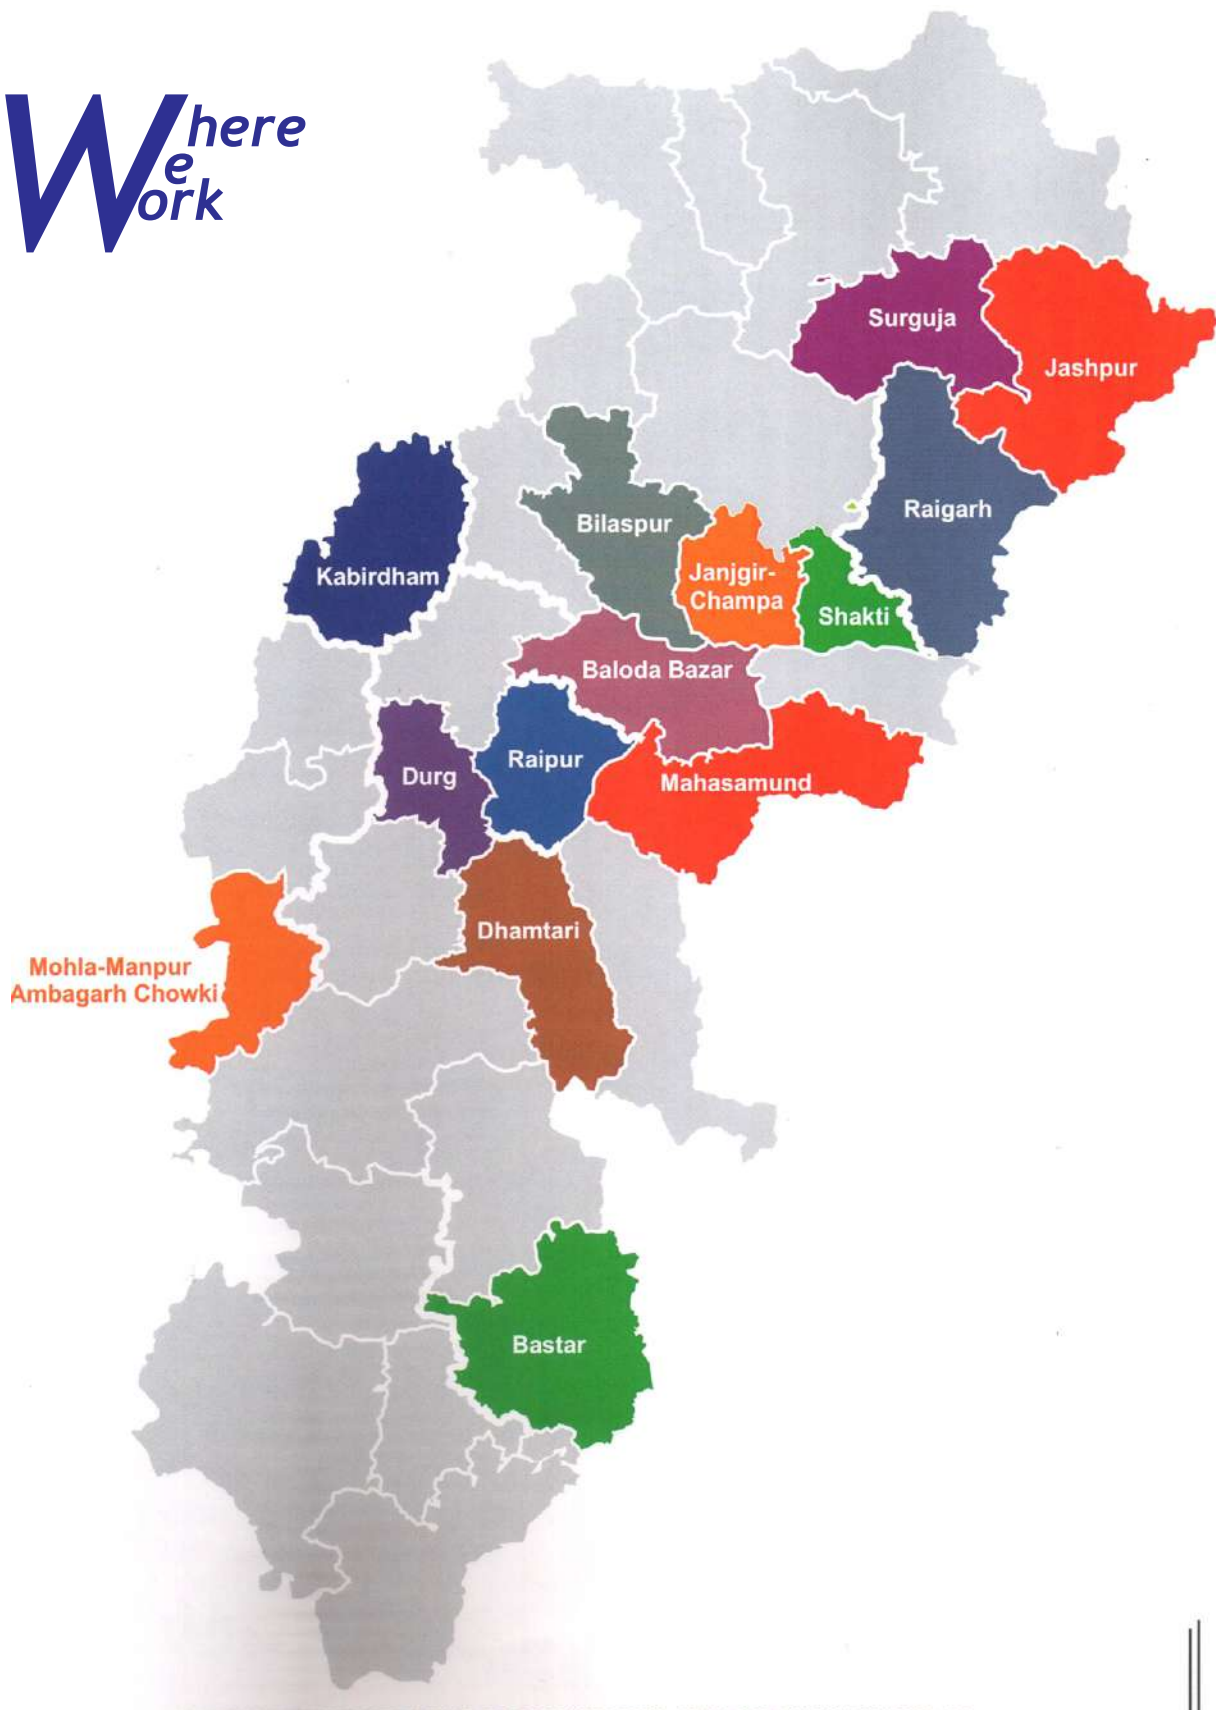 Where
We
Work
Surguja
Jashpur
Raigarh
Bilaspur
Kabirdham
Janjgir-
Champa
Shakti
Baloda Bazar
Raipur
Durg
Mahasamund
Dhamtari
Mohla-Manpur
Ambagarh Chowki
Bastar